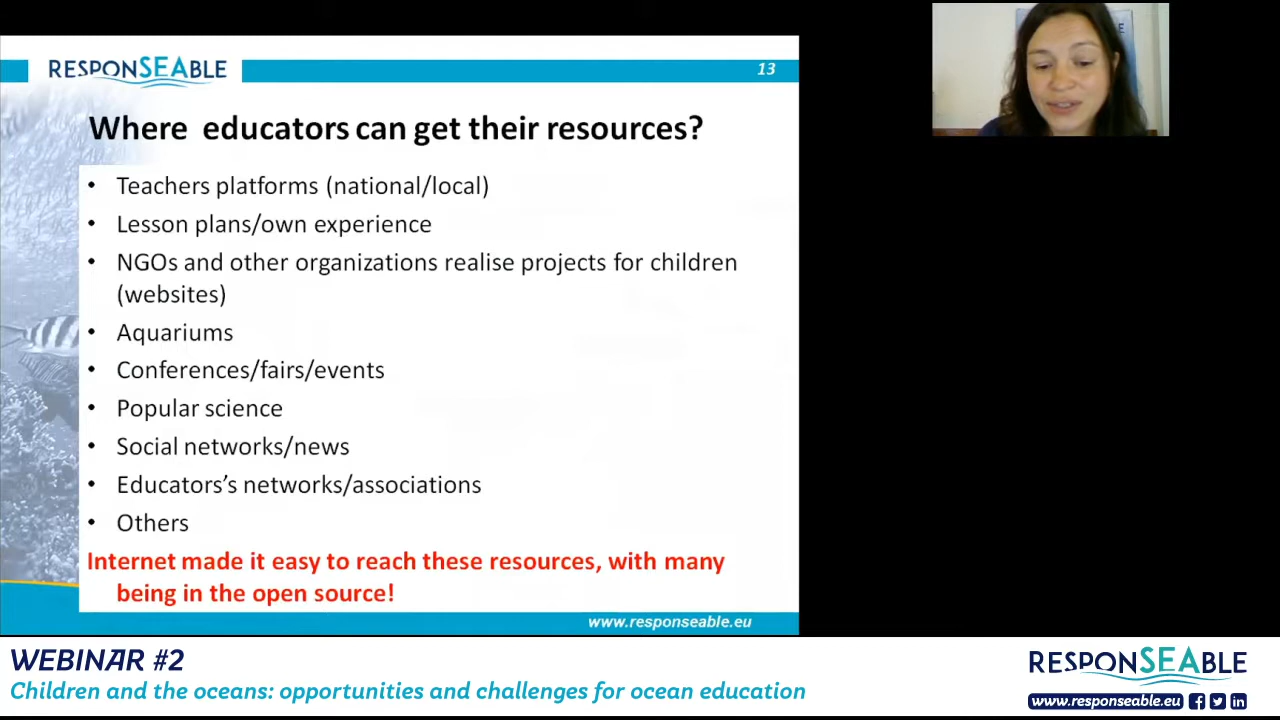 RESPONSEABLE
13
Where educators can get their resources?
• Teachers platforms (national/local)
• Lesson plans/own experience
• NGOs and other organizations realise projects for children
(websites)
• Aquariums
• Conferences/fairs/events
• Popular science
• Social networks/news
• Educators's networks/associations
• Others
Internet made it easy to reach these resources, with many
being in the open source!
www.responseable.eu
WEBINAR #2
Children and the oceans: opportunities and challenges for ocean education
RESPONSEABLE
www.responseable.eu